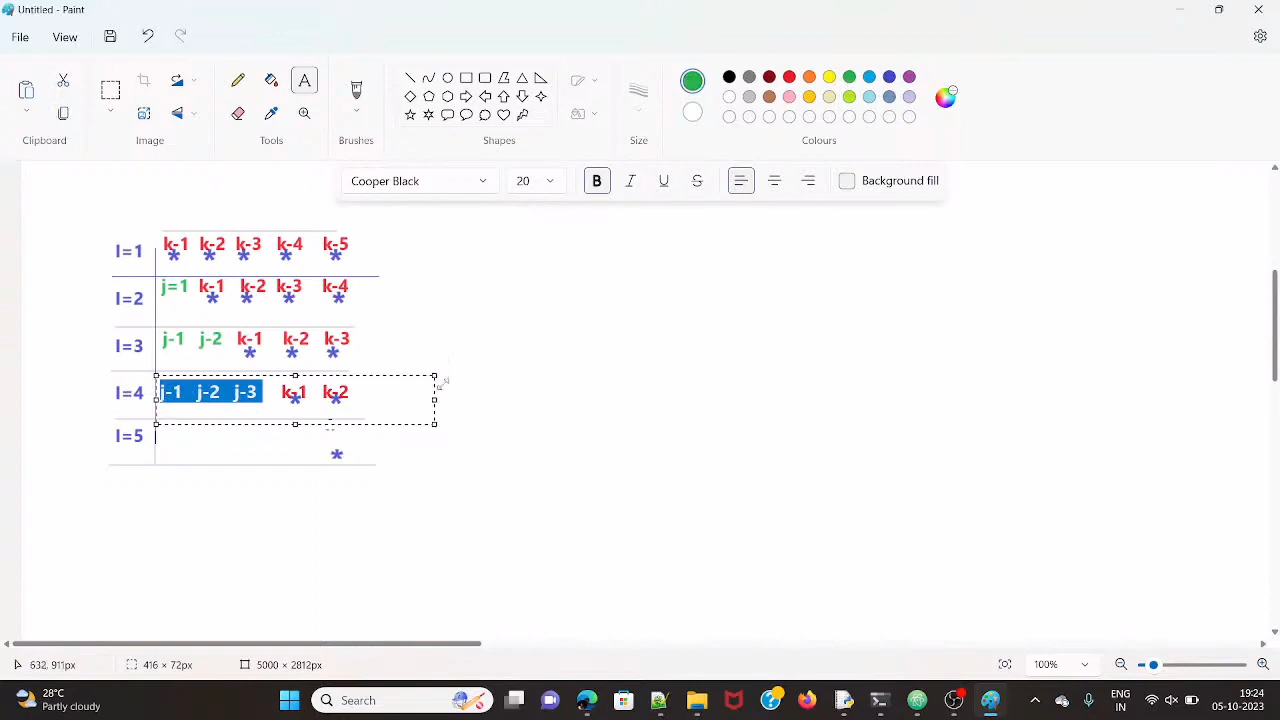 Untitled - Paint
File View
Clipboard Image Tools Brushes Shapes Size Colours
Cooper Black 20 B I U S Background fill
I=1 k-1 k-2 k-3 k-4 k-5
* * * * *
I=2 j=1 k-1 k-2 k-3 k-4
* * * *
I=3 j-1 j-2 k-1 k-2 k-3
* * *
I=4 j-1 j-2 j-3 k-1 k-2
* *
I=5
*
632, 911px 416 × 72px 5000 × 2812px 100%
28°C
Partly cloudy
Search
ENG
IN
19:24
05-10-2023